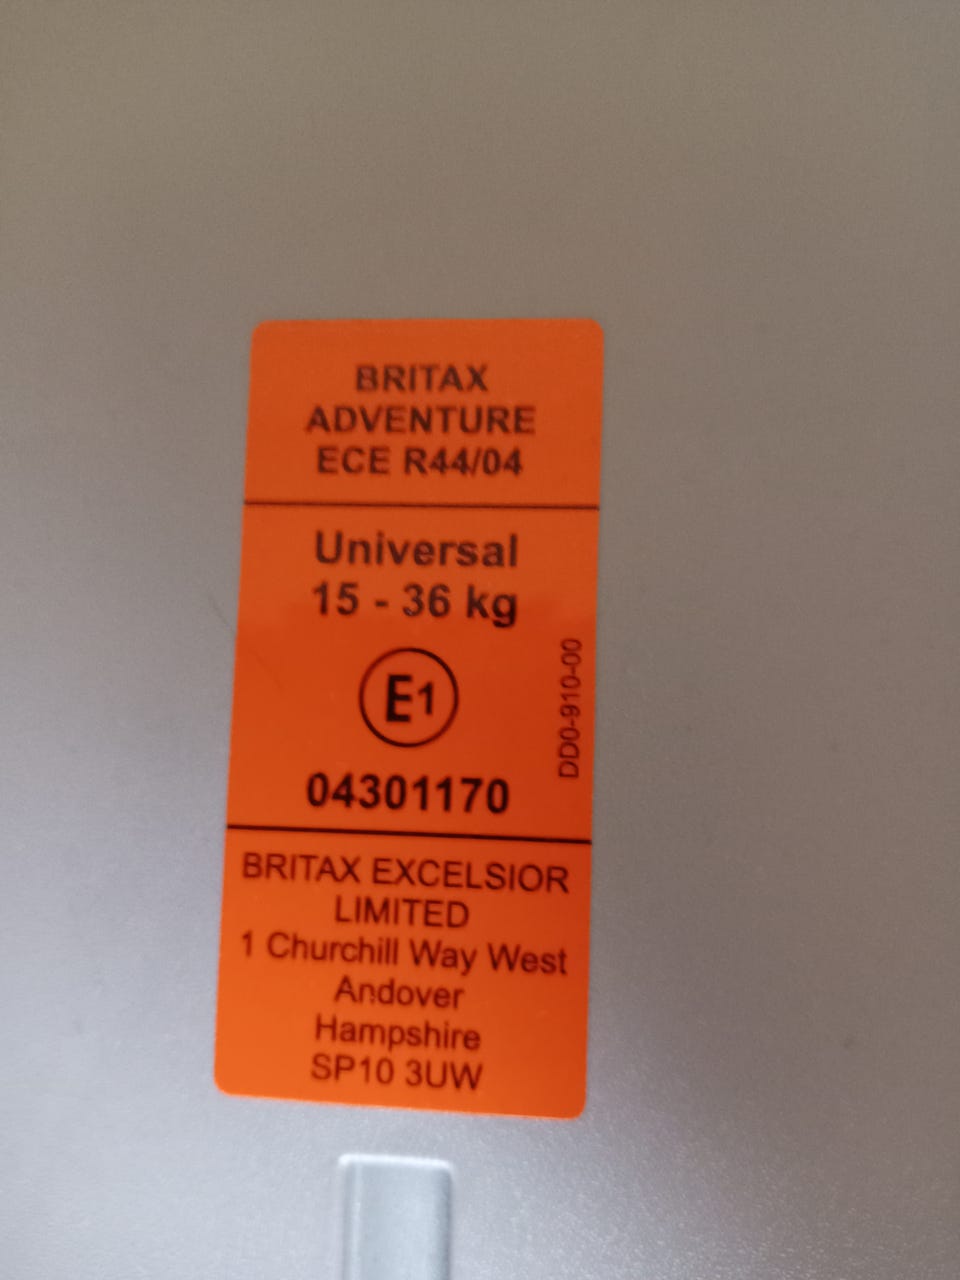 BRITAX
ADVENTURE
ECE R44/04
Universal
15 - 36 kg
E1
04301170
DD0-910-00
BRITAX EXCELSIOR
LIMITED
1 Churchill Way West
Andover
Hampshire
SP10 3UW